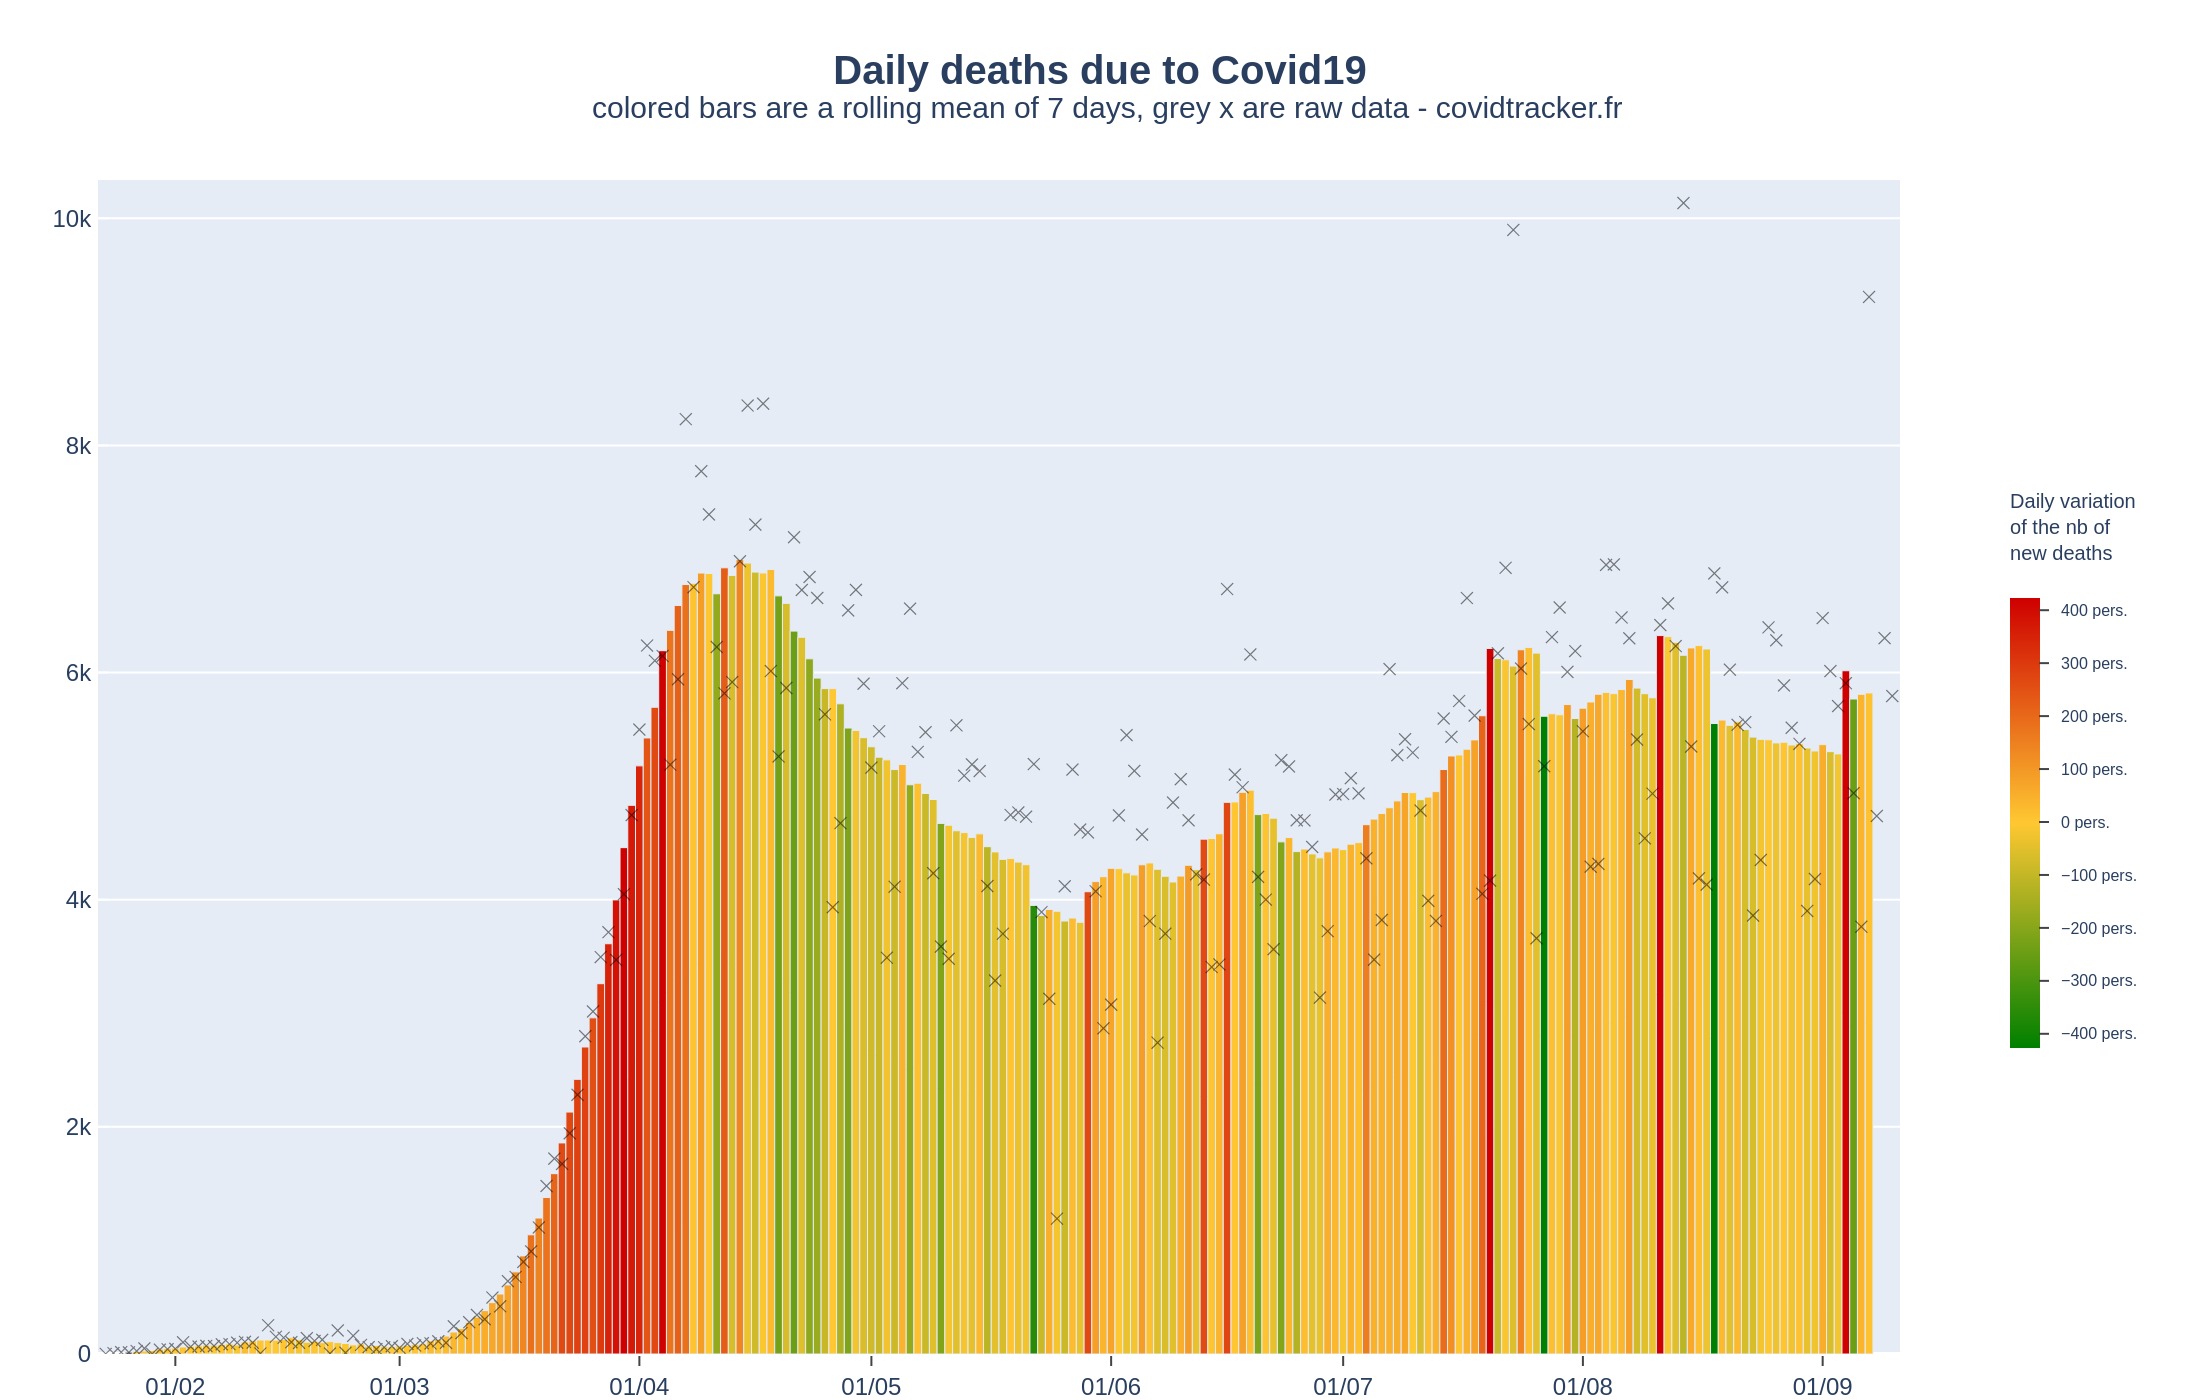 Daily deaths due to Covid19
colored bars are a rolling mean of 7 days, grey x are raw data - covidtracker.fr
10k
8k
6k
4k
2k
0
01/02
01/03
01/04
01/05
01/06
01/07
01/08
01/09
Daily variation
of the nb of
new deaths
400 pers.
300 pers.
200 pers.
100 pers.
0 pers.
−100 pers.
−200 pers.
−300 pers.
−400 pers.